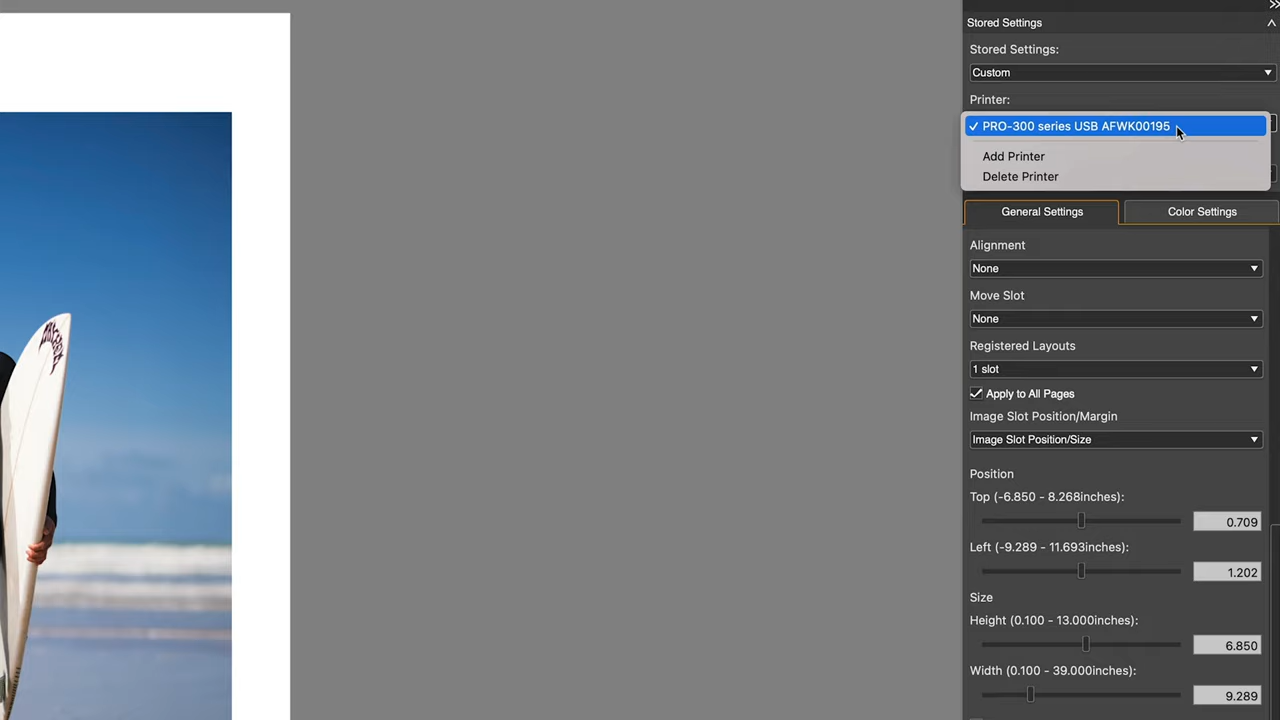 Stored Settings
Stored Settings:
Custom
Printer:
✓ PRO-300 series USB AFWK00195
Add Printer
Delete Printer
General Settings
Color Settings
Alignment
None
Move Slot
None
Registered Layouts
1 slot
Apply to All Pages
Image Slot Position/Margin
Image Slot Position/Size
Position
Top (-6.850 - 8.268inches):
0.709
Left (-9.289 - 11.693inches):
1.202
Size
Height (0.100 - 13.000inches):
6.850
Width (0.100 - 39.000inches):
9.289